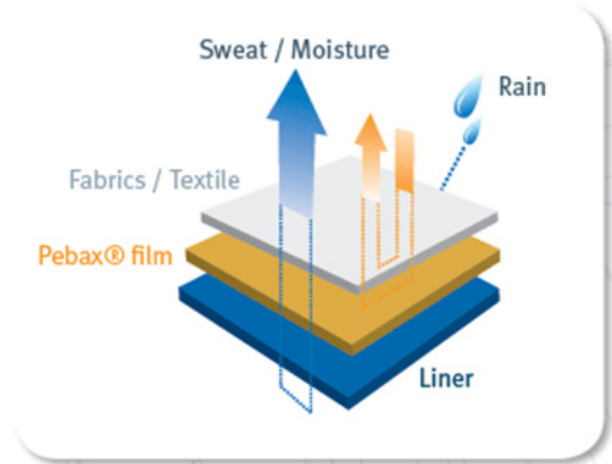 Sweat / Moisture
Rain
Fabrics / Textile
Pebax® film
Liner